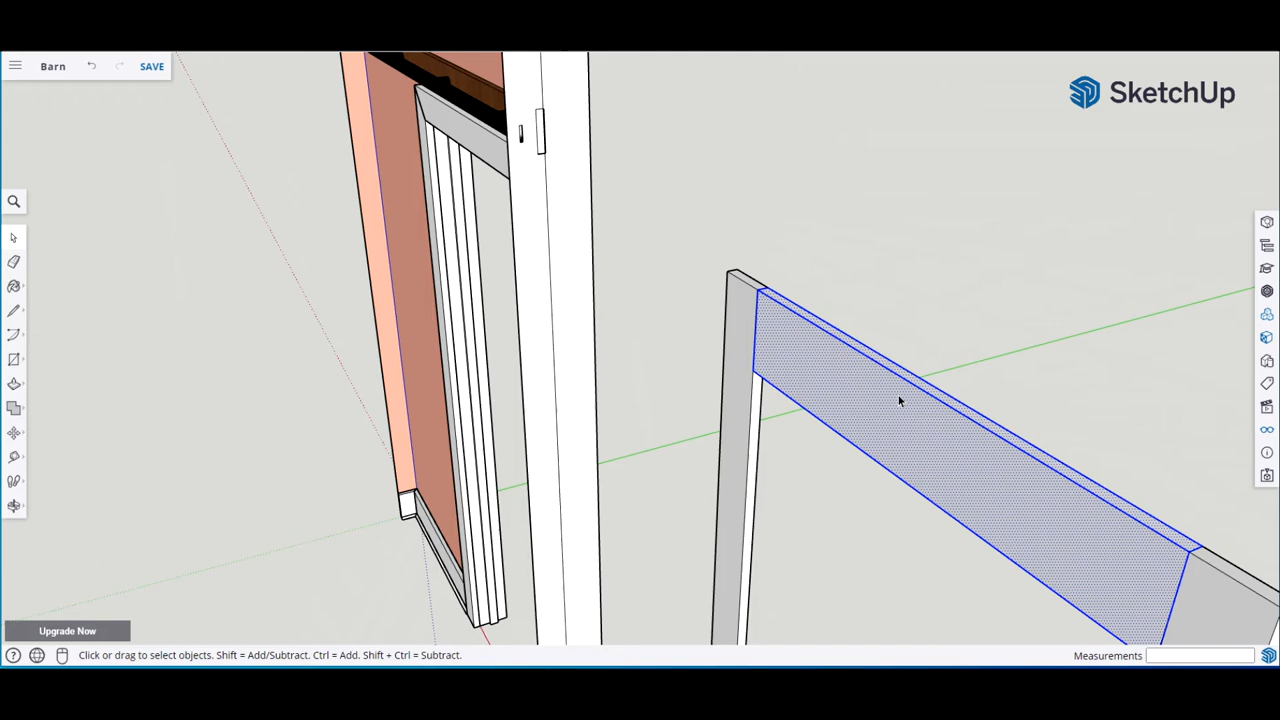 Barn
SAVE
SketchUp
Upgrade Now
Click or drag to select objects. Shift = Add/Subtract. Ctrl = Add. Shift + Ctrl = Subtract.
Measurements